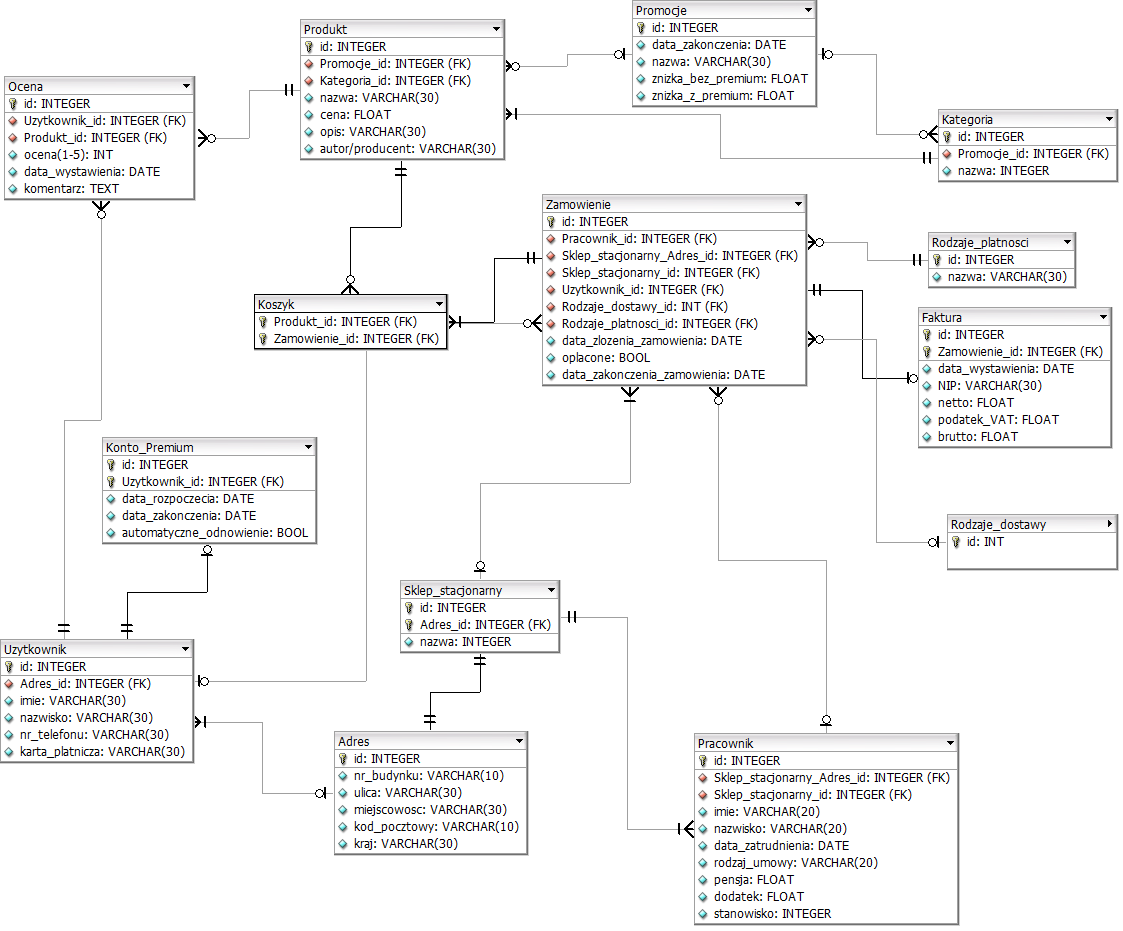 Produkt
id: INTEGER
Promocje_id: INTEGER (FK)
Kategoria_id: INTEGER (FK)
nazwa: VARCHAR(30)
cena: FLOAT
opis: VARCHAR(30)
autor/producent: VARCHAR(30)
Promocje
id: INTEGER
data_zakonczenia: DATE
nazwa: VARCHAR(30)
znizka_bez_premium: FLOAT
znizka_z_premium: FLOAT
Ocena
id: INTEGER
Uzytkownik_id: INTEGER (FK)
Produkt_id: INTEGER (FK)
ocena(1-5): INT
data_wystawienia: DATE
komentarz: TEXT
Kategoria
id: INTEGER
Promocje_id: INTEGER (FK)
nazwa: INTEGER
Zamowienie
id: INTEGER
Pracownik_id: INTEGER (FK)
Sklep_stacjonarny_Adres_id: INTEGER (FK)
Sklep_stacjonarny_id: INTEGER (FK)
Uzytkownik_id: INTEGER (FK)
Rodzaje_dostawy_id: INT (FK)
Rodzaje_platnosci_id: INTEGER (FK)
data_zlozenia_zamowienia: DATE
oplacone: BOOL
data_zakonczenia_zamowienia: DATE
Rodzaje_platnosci
id: INTEGER
nazwa: VARCHAR(30)
Koszyk
Produkt_id: INTEGER (FK)
Zamowienie_id: INTEGER (FK)
Faktura
id: INTEGER
Zamowienie_id: INTEGER (FK)
data_wystawienia: DATE
NIP: VARCHAR(30)
netto: FLOAT
podatek_VAT: FLOAT
brutto: FLOAT
Konto_Premium
id: INTEGER
Uzytkownik_id: INTEGER (FK)
data_rozpoczecia: DATE
data_zakonczenia: DATE
automatyczne_odnowienie: BOOL
Rodzaje_dostawy
id: INT
Sklep_stacjonarny
id: INTEGER
Adres_id: INTEGER (FK)
nazwa: INTEGER
Uzytkownik
id: INTEGER
Adres_id: INTEGER (FK)
imie: VARCHAR(30)
nazwisko: VARCHAR(30)
nr_telefonu: VARCHAR(30)
karta_platnicza: VARCHAR(30)
Adres
id: INTEGER
nr_budynku: VARCHAR(10)
ulica: VARCHAR(30)
miejscowosc: VARCHAR(30)
kod_pocztowy: VARCHAR(10)
kraj: VARCHAR(30)
Pracownik
id: INTEGER
Sklep_stacjonarny_Adres_id: INTEGER (FK)
Sklep_stacjonarny_id: INTEGER (FK)
imie: VARCHAR(20)
nazwisko: VARCHAR(20)
data_zatrudnienia: DATE
rodzaj_umowy: VARCHAR(20)
pensja: FLOAT
dodatek: FLOAT
stanowisko: INTEGER